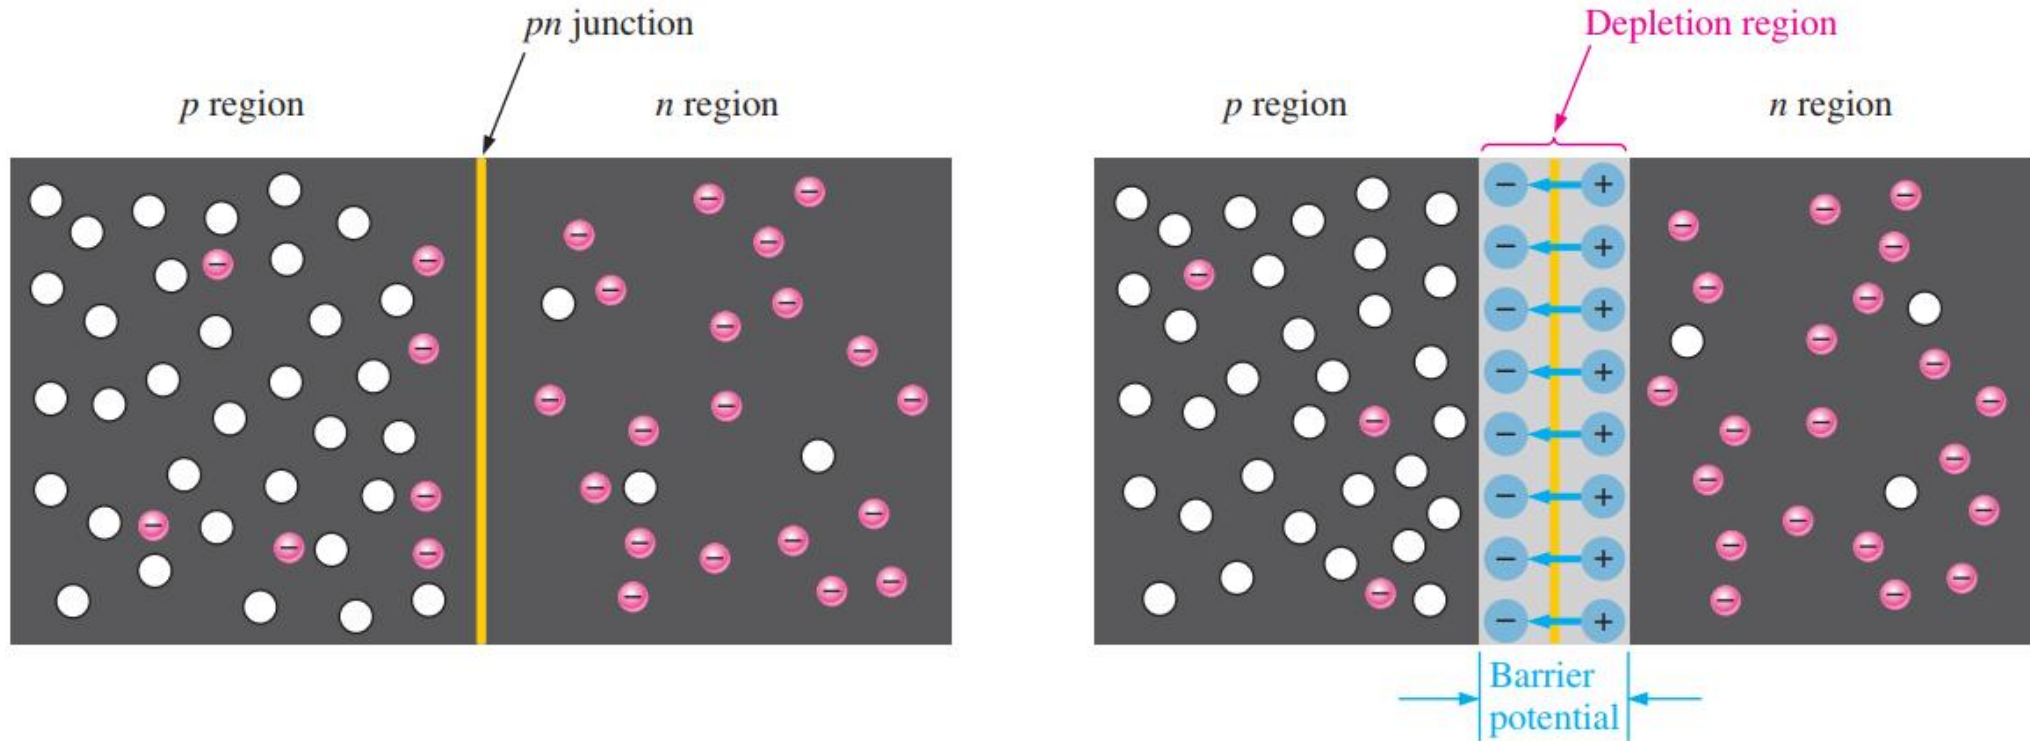 pn junction
p region
n region
Depletion region
p region
n region
Barrier
potential